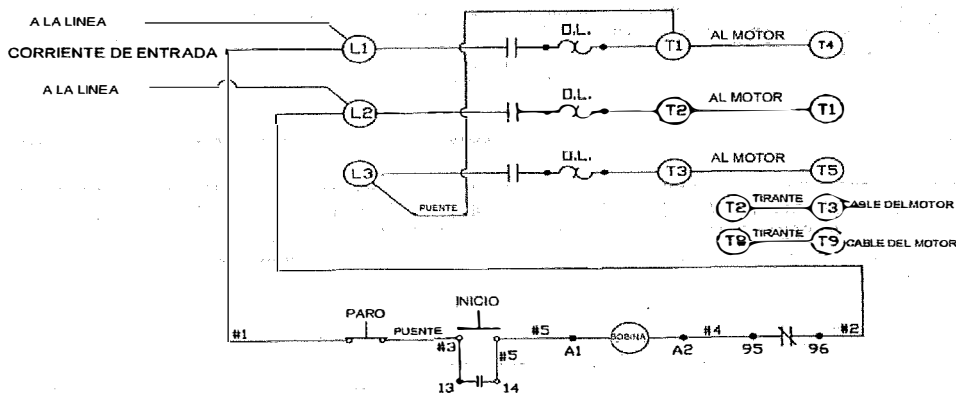 A LA LINEA
O.L.
CORRIENTE DE ENTRADA L1 T1 AL MOTOR T4
A LA LINEA
O.L.
L2 T2 AL MOTOR T1
O.L.
L3 T3 AL MOTOR T5
PUENTE
T2 TIRANTE T3 ABLE DEL MOTOR
T8 TIRANTE T9 CABLE DEL MOTOR
PARO INICIO
#1 PUENTE #3 #5 #5 A1 BOBINA A2 #4 95 96 #2
13 14